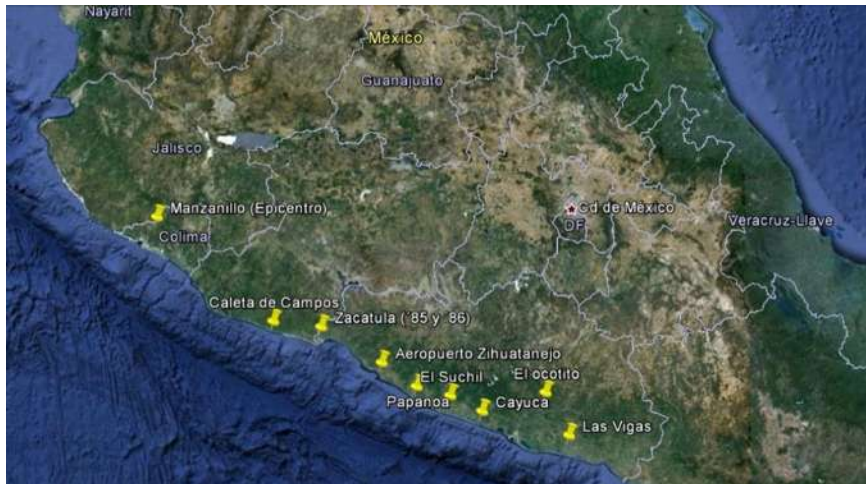 Nayarit
México
Guanajuato
Jalisco
Manzanillo (Epicentro)
Colima
Cd de México
DF
Veracruz-Llave
Caleta de Campos
Zacatula (´85 y ´86)
Aeropuerto Zihuatanejo
El Suchil
El ocotito
Papanoa
Cayuca
Las Vigas